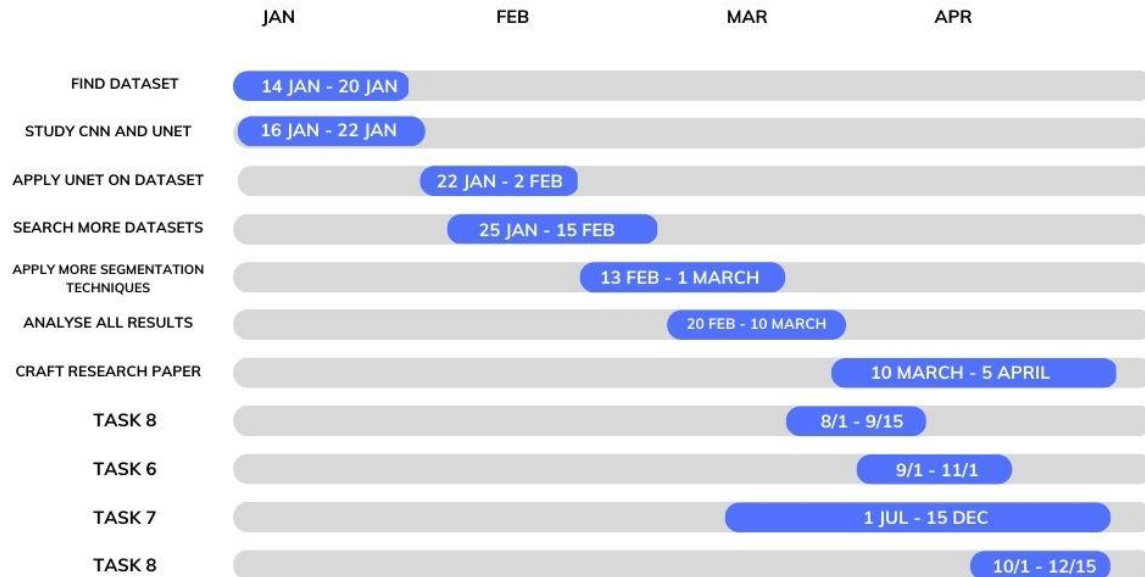 JAN FEB MAR APR
FIND DATASET 14 JAN - 20 JAN
STUDY CNN AND UNET 16 JAN - 22 JAN
APPLY UNET ON DATASET 22 JAN - 2 FEB
SEARCH MORE DATASETS 25 JAN - 15 FEB
APPLY MORE SEGMENTATION
TECHNIQUES 13 FEB - 1 MARCH
ANALYSE ALL RESULTS 20 FEB - 10 MARCH
CRAFT RESEARCH PAPER 10 MARCH - 5 APRIL
TASK 8 8/1 - 9/15
TASK 6 9/1 - 11/1
TASK 7 1 JUL - 15 DEC
TASK 8 10/1 - 12/15